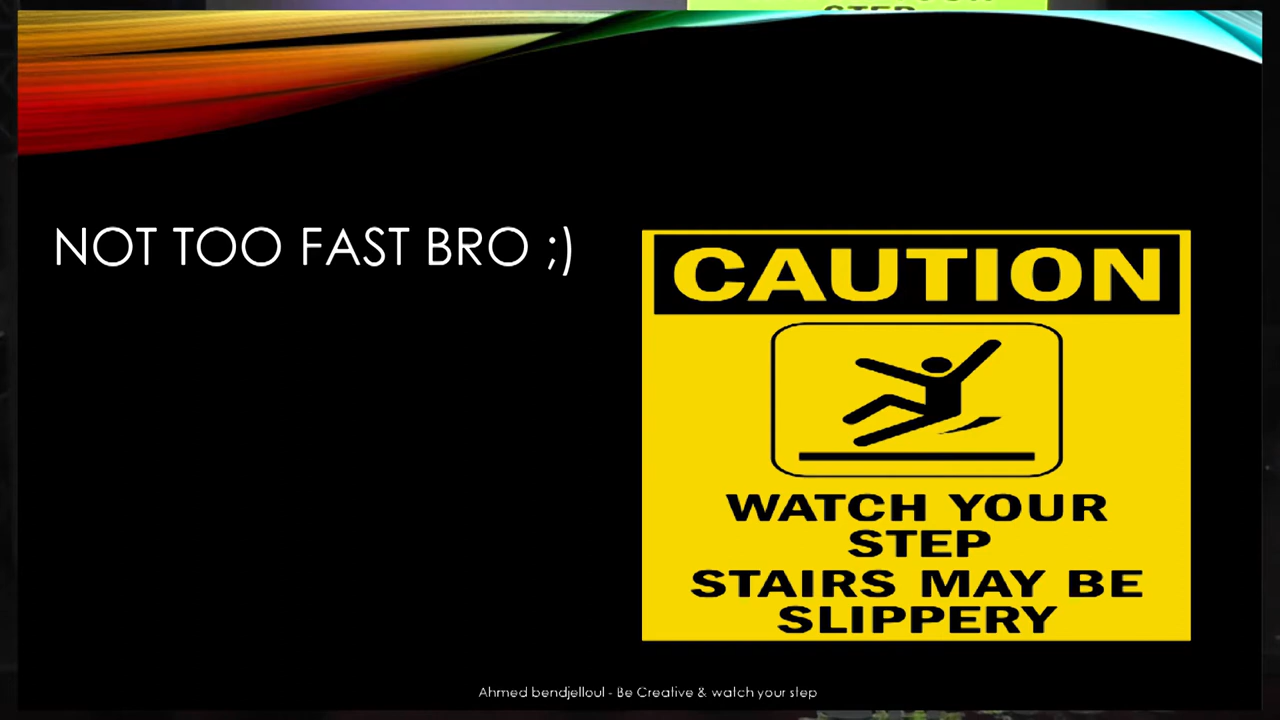 NOT TOO FAST BRO ;)
CAUTION
WATCH YOUR
STEP
STAIRS MAY BE
SLIPPERY
Ahmed bendjelloul - Be Creative & watch your step